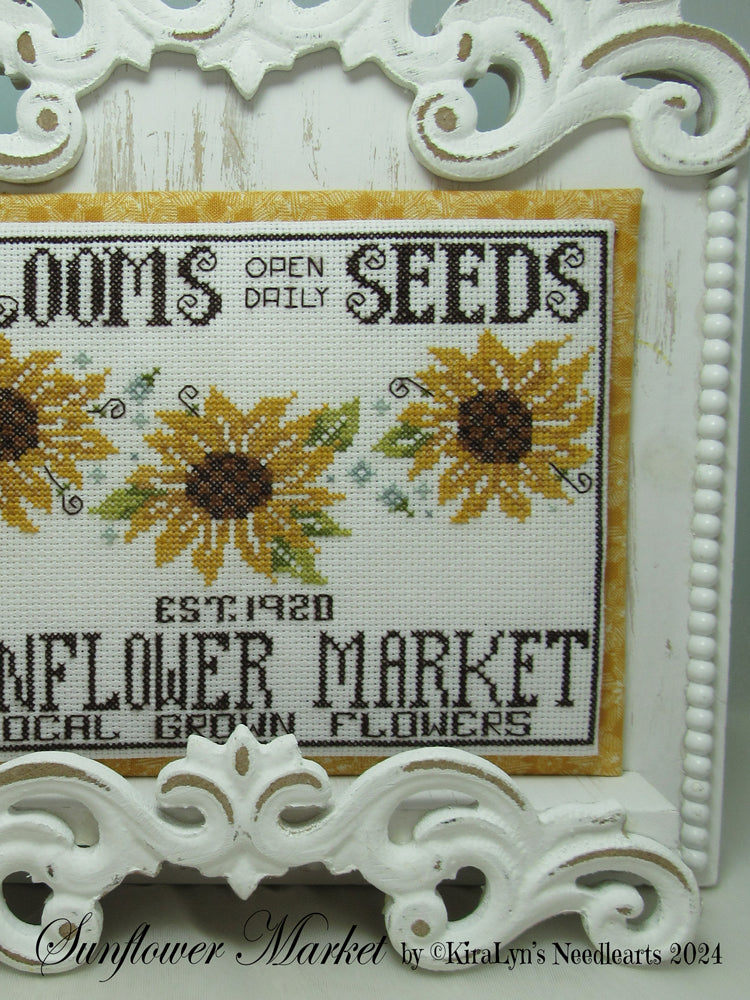 LOOMS OPEN DAILY SEEDS
EST. 1920
NFLOWER MARKET
OCAL GROWN FLOWERS
Sunflower Market by ©KiraLyn's Needlearts 2024